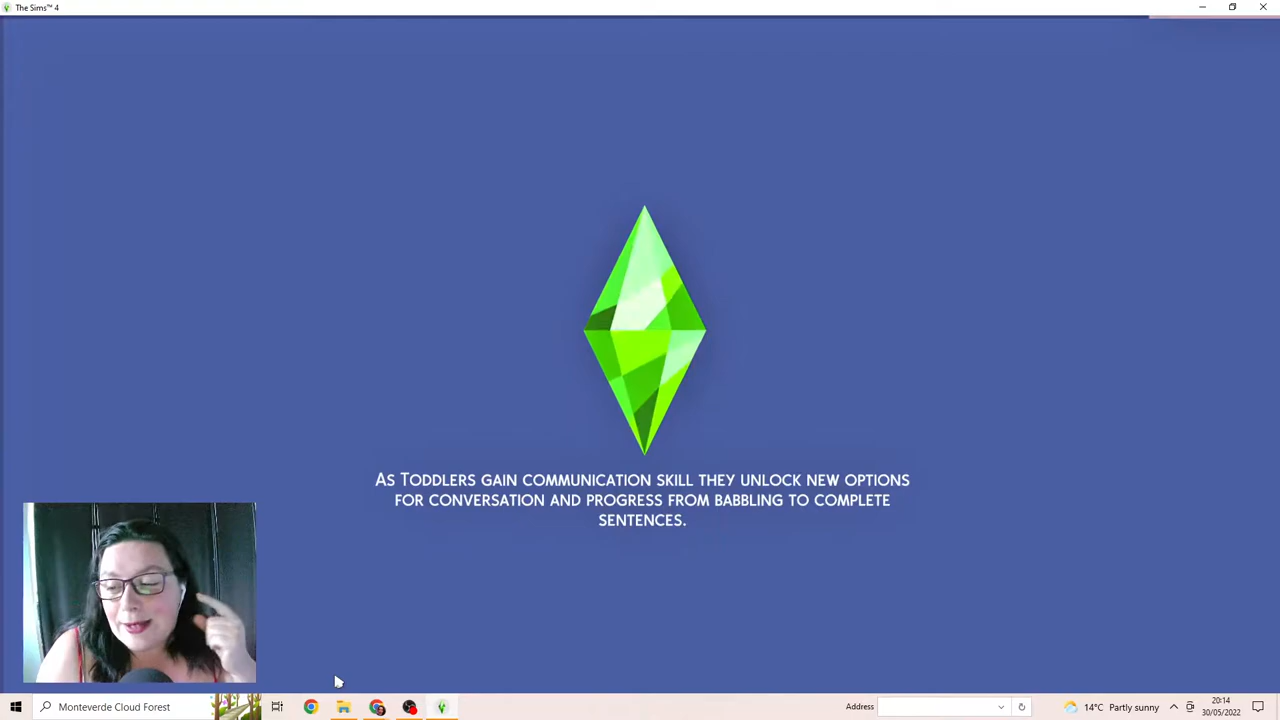 The Sims™ 4
As Toddlers gain communication skill they unlock new options
for conversation and progress from babbling to complete
sentences.
Monteverde Cloud Forest
Address
14°C Partly sunny
20:14
30/05/2022